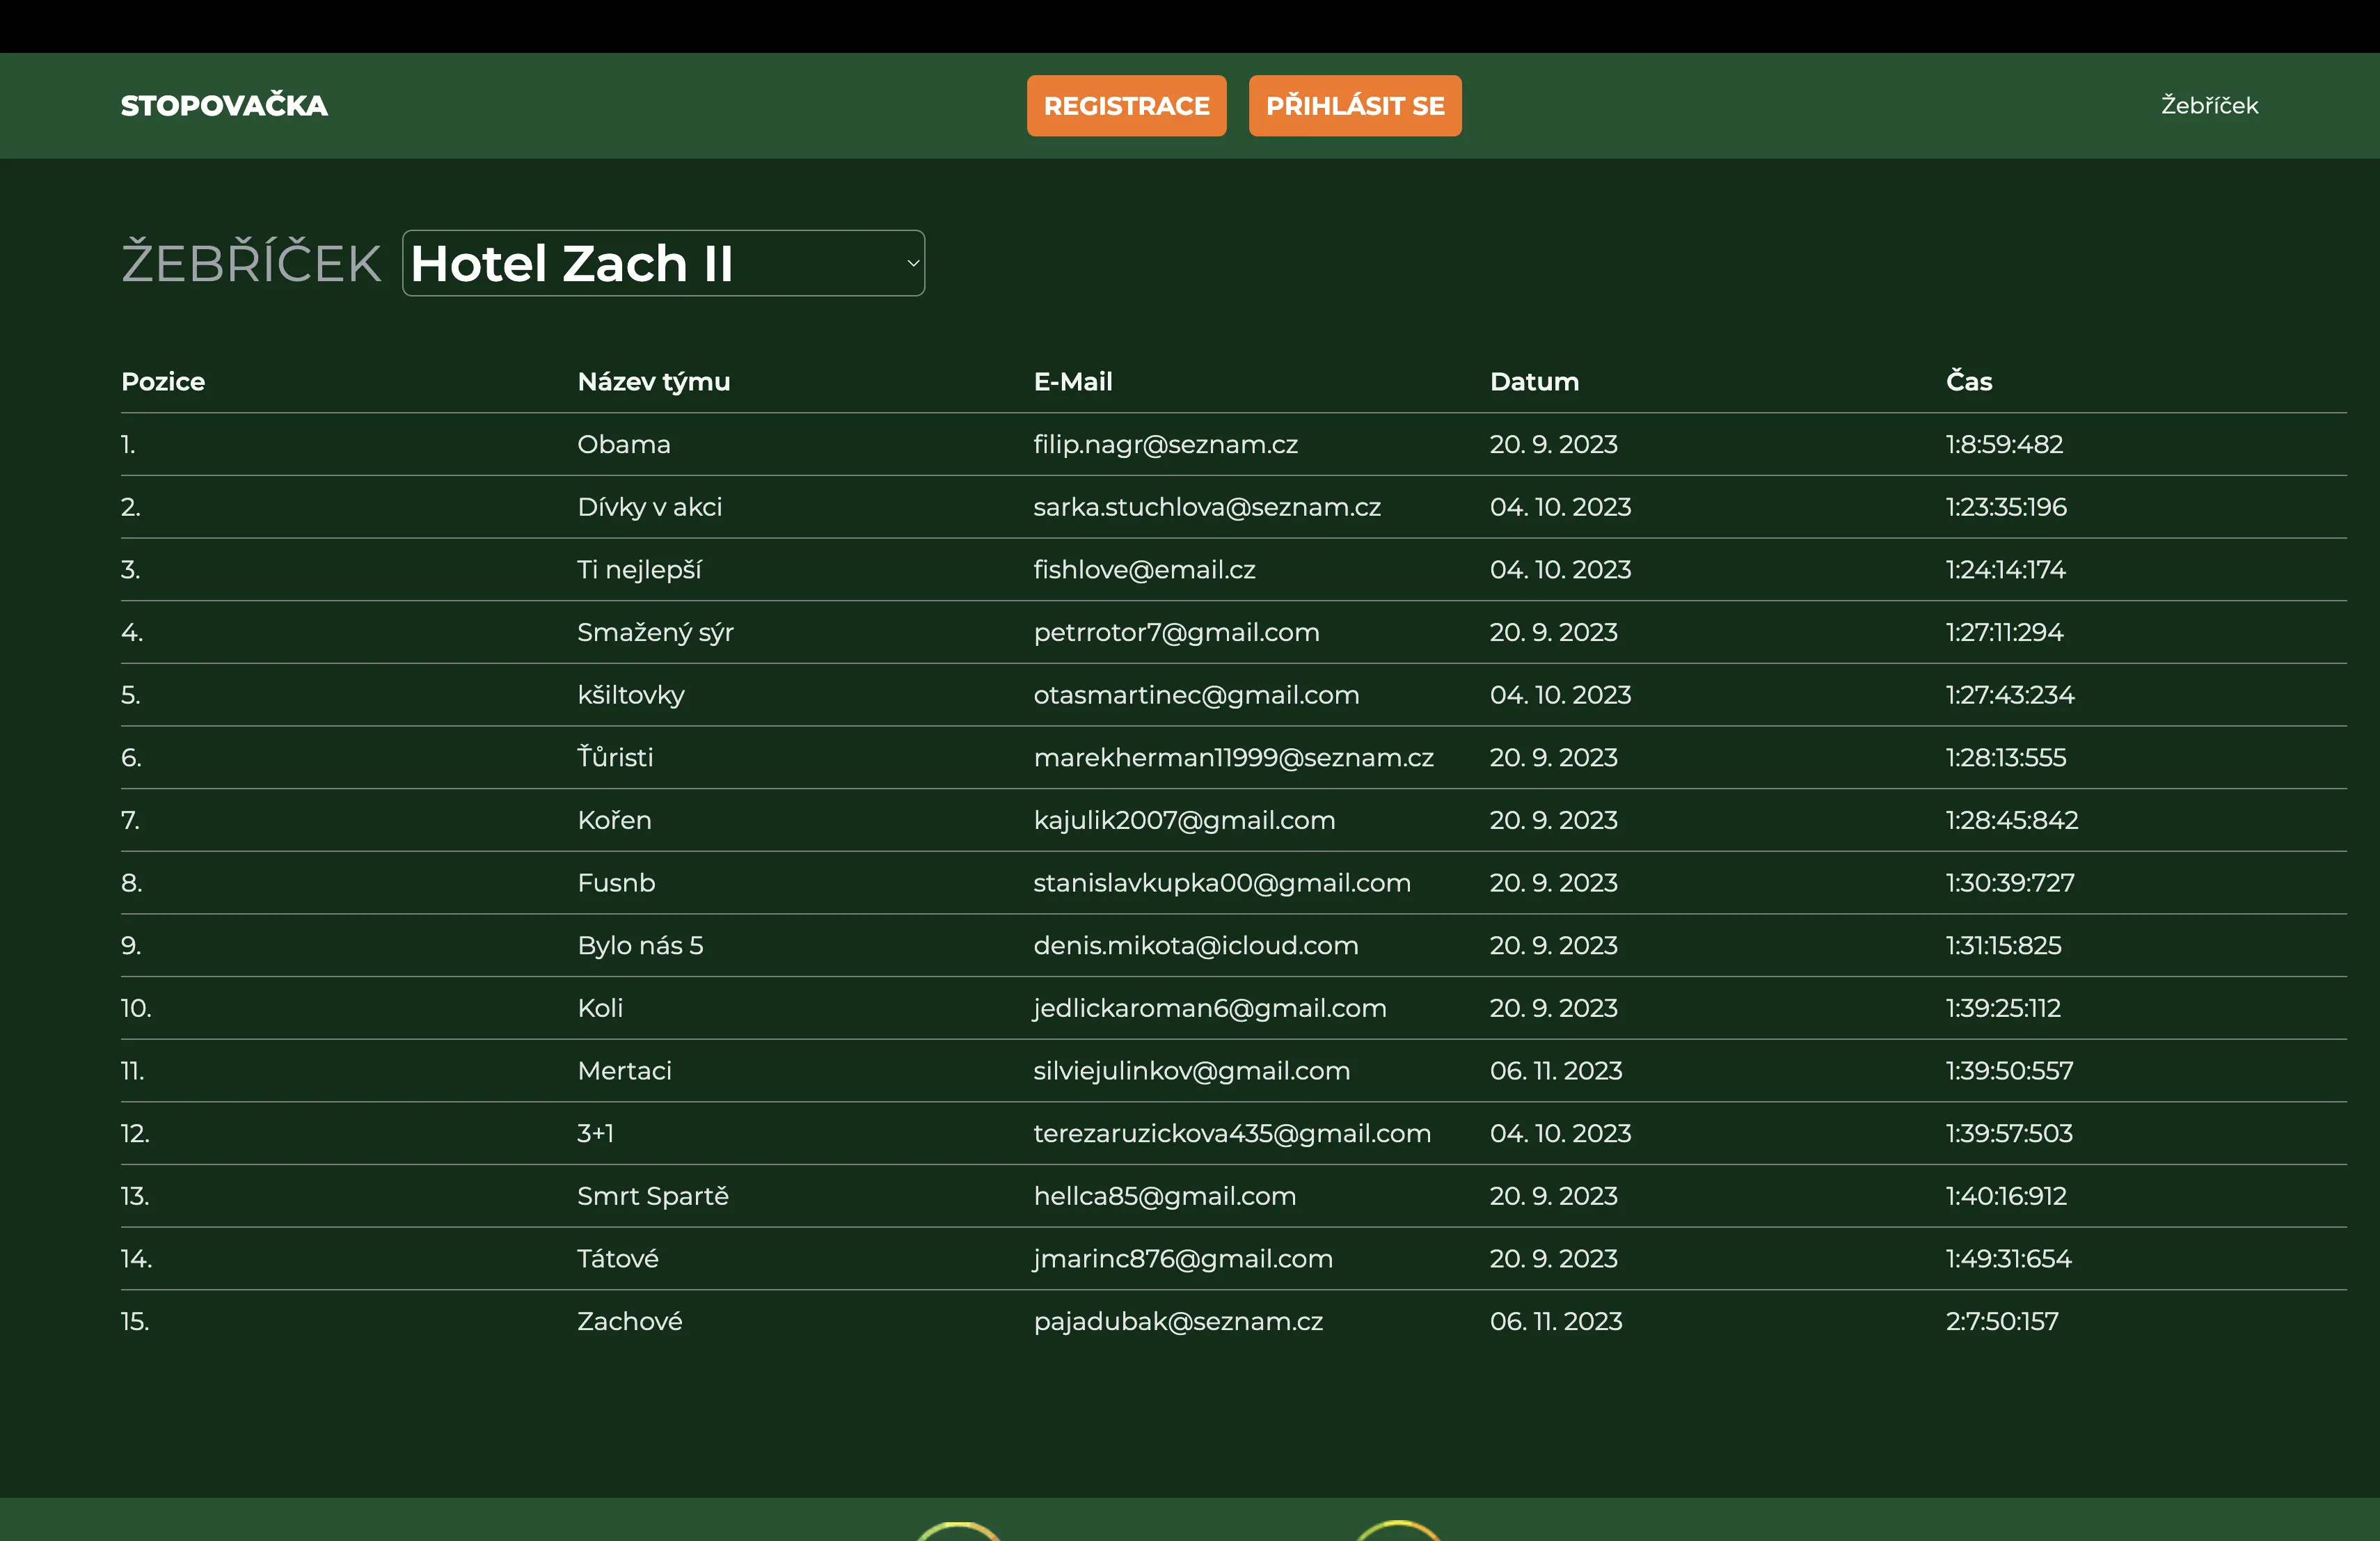 STOPOVAČKA REGISTRACE PŘIHLÁSIT SE Žebříček
ŽEBŘÍČEK Hotel Zach II
Pozice Název týmu E-Mail Datum Čas
1. Obama filip.nagr@seznam.cz 20. 9. 2023 1:8:59:482
2. Dívky v akci sarka.stuchlova@seznam.cz 04. 10. 2023 1:23:35:196
3. Ti nejlepší fishlove@email.cz 04. 10. 2023 1:24:14:174
4. Smažený sýr petrrotor7@gmail.com 20. 9. 2023 1:27:11:294
5. kšiltovky otasmartinec@gmail.com 04. 10. 2023 1:27:43:234
6. Ťůristi marekherman11999@seznam.cz 20. 9. 2023 1:28:13:555
7. Kořen kajulik2007@gmail.com 20. 9. 2023 1:28:45:842
8. Fusnb stanislavkupka00@gmail.com 20. 9. 2023 1:30:39:727
9. Bylo nás 5 denis.mikota@icloud.com 20. 9. 2023 1:31:15:825
10. Koli jedlickaroman6@gmail.com 20. 9. 2023 1:39:25:112
11. Mertaci silviejulinkov@gmail.com 06. 11. 2023 1:39:50:557
12. 3+1 terezaruzickova435@gmail.com 04. 10. 2023 1:39:57:503
13. Smrt Spartě hellca85@gmail.com 20. 9. 2023 1:40:16:912
14. Tátové jmarinc876@gmail.com 20. 9. 2023 1:49:31:654
15. Zachové pajadubak@seznam.cz 06. 11. 2023 2:7:50:157